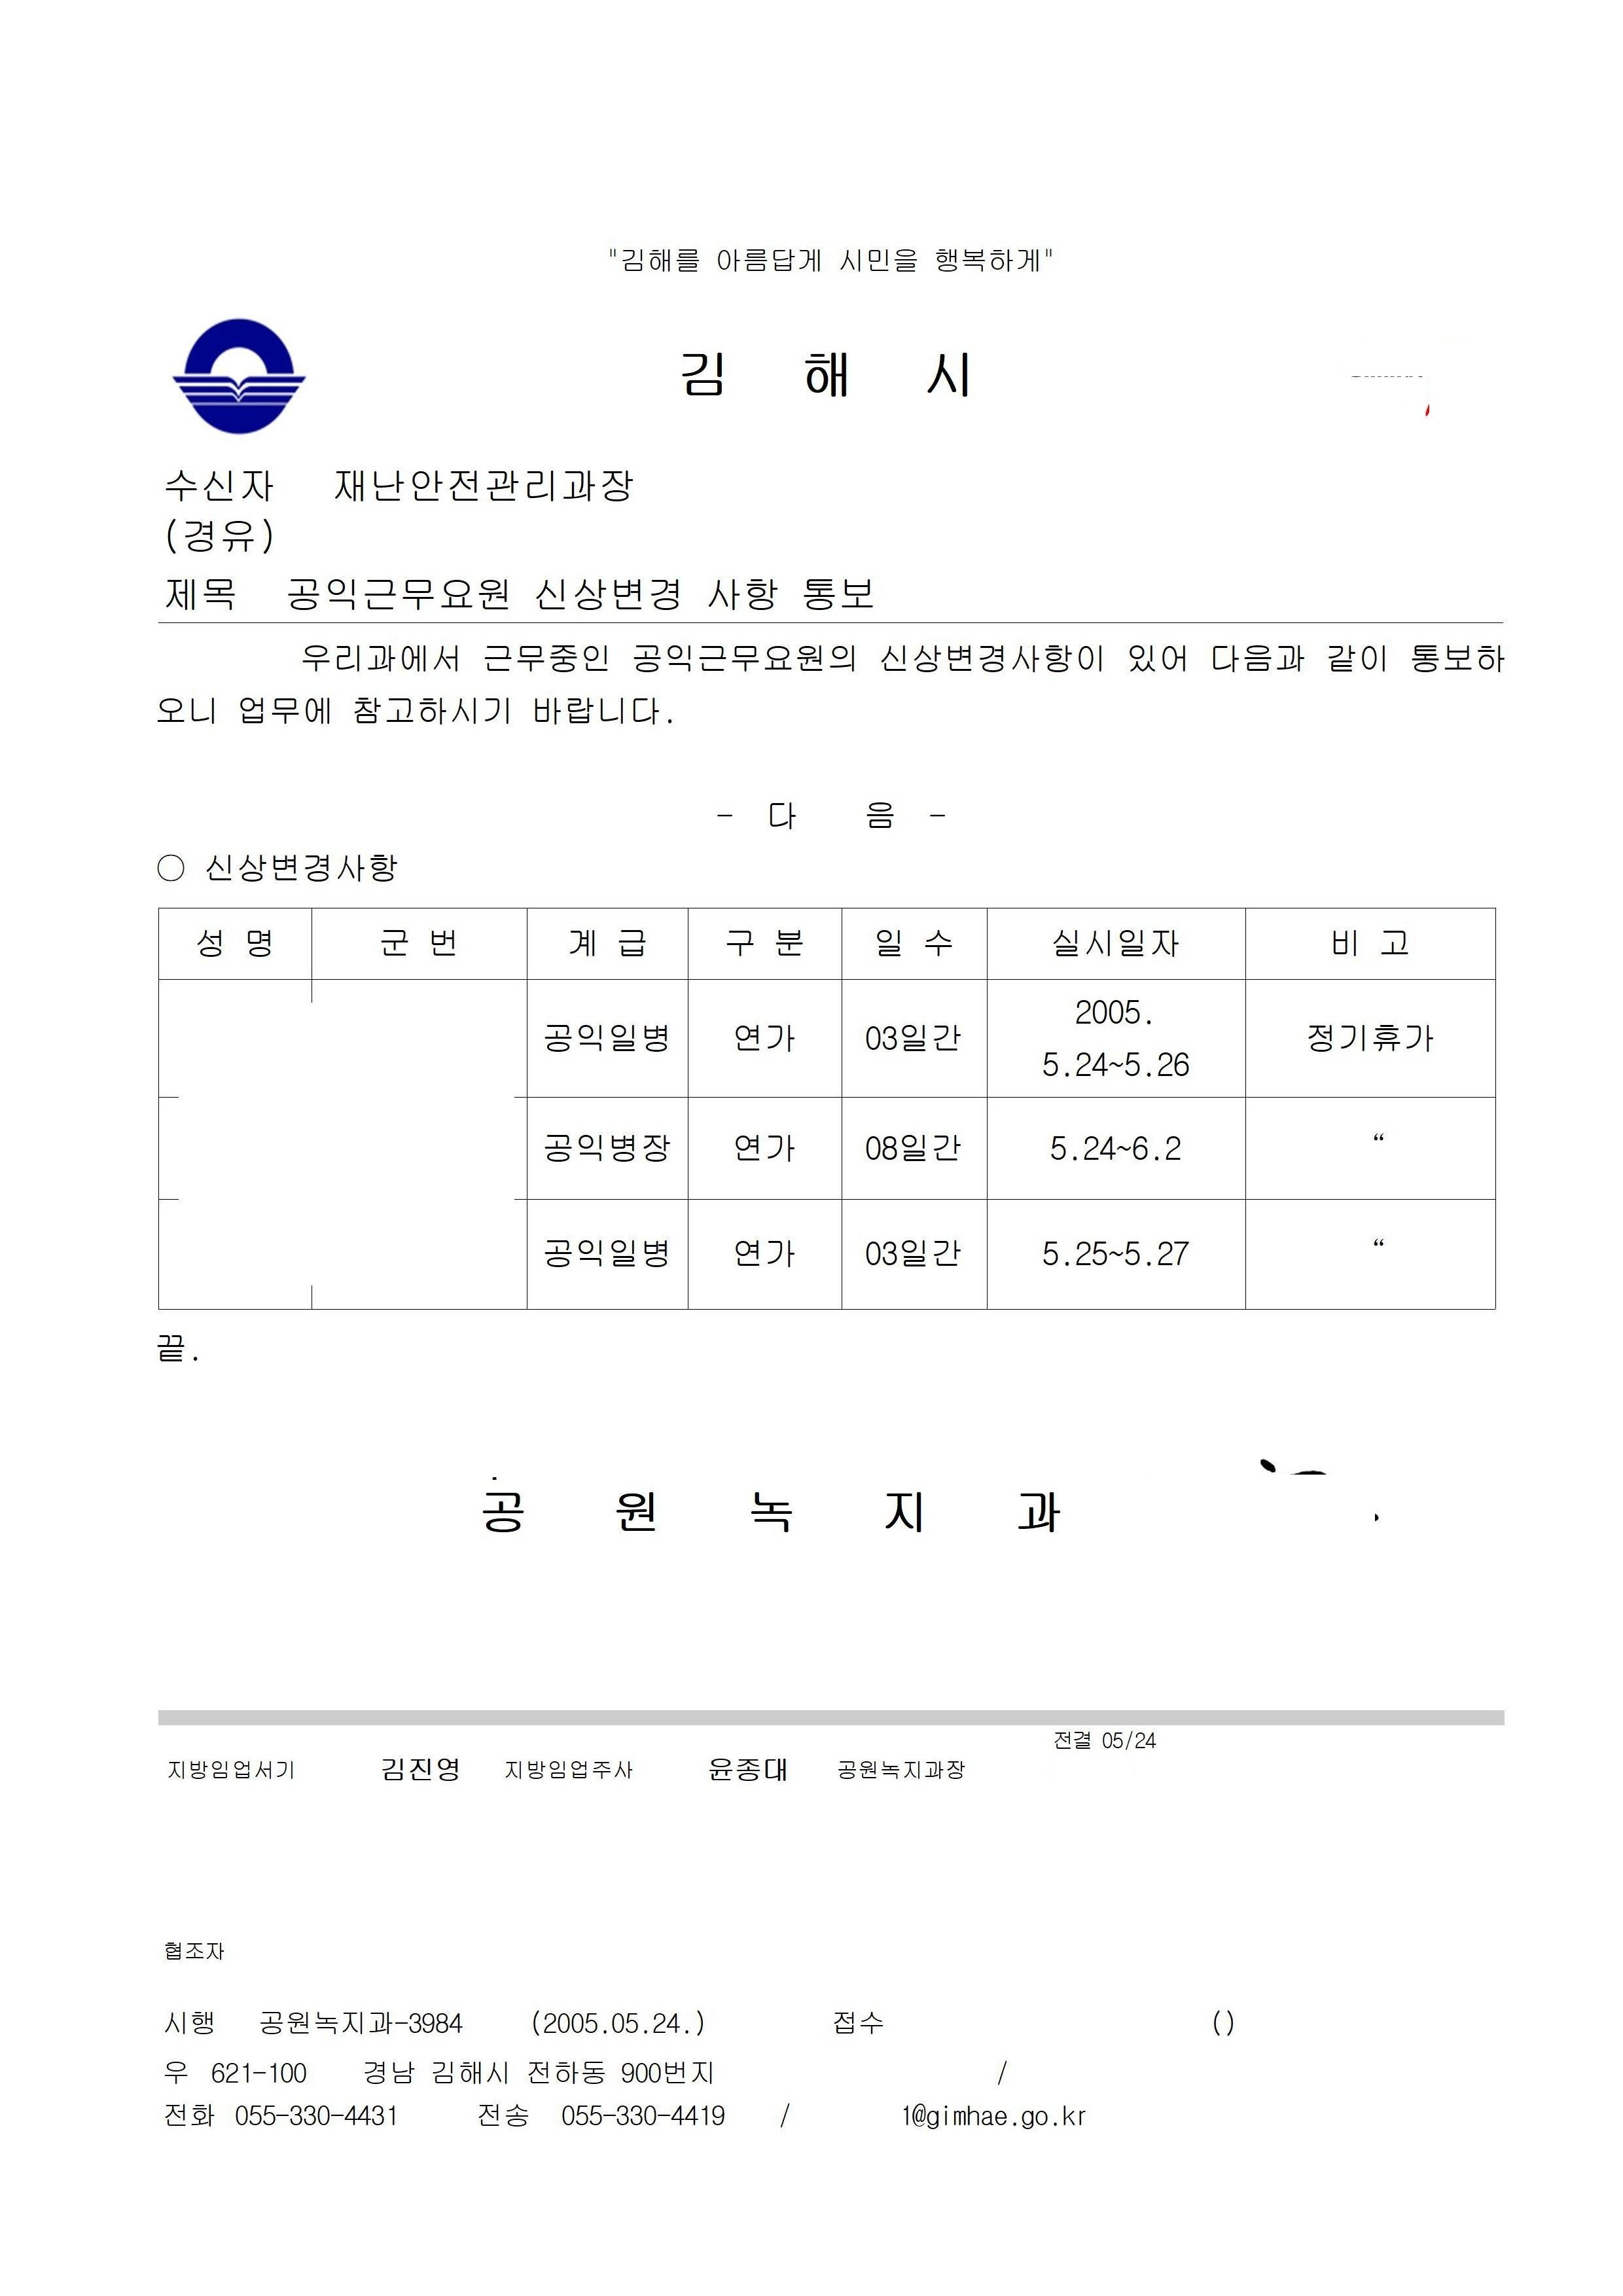 "김해를 아름답게 시민을 행복하게"
김 해 시
수신자 재난안전관리과장
(경유)
제목 공익근무요원 신상변경 사항 통보
우리과에서 근무중인 공익근무요원의 신상변경사항이 있어 다음과 같이 통보하
오니 업무에 참고하시기 바랍니다.
- 다 음 -
○ 신상변경사항
성 명 군 번 계 급 구 분 일 수 실시일자 비 고
공익일병 연가 03일간 2005. 5.24~5.26 정기휴가
공익병장 연가 08일간 5.24~6.2 “
공익일병 연가 03일간 5.25~5.27 “
끝.
공 원 녹 지 과
전결 05/24
지방임업서기 김진영 지방임업주사 윤종대 공원녹지과장
협조자
시행 공원녹지과-3984 (2005.05.24.) 접수 ()
우 621-100 경남 김해시 전하동 900번지 /
전화 055-330-4431 전송 055-330-4419 / 1@gimhae.go.kr